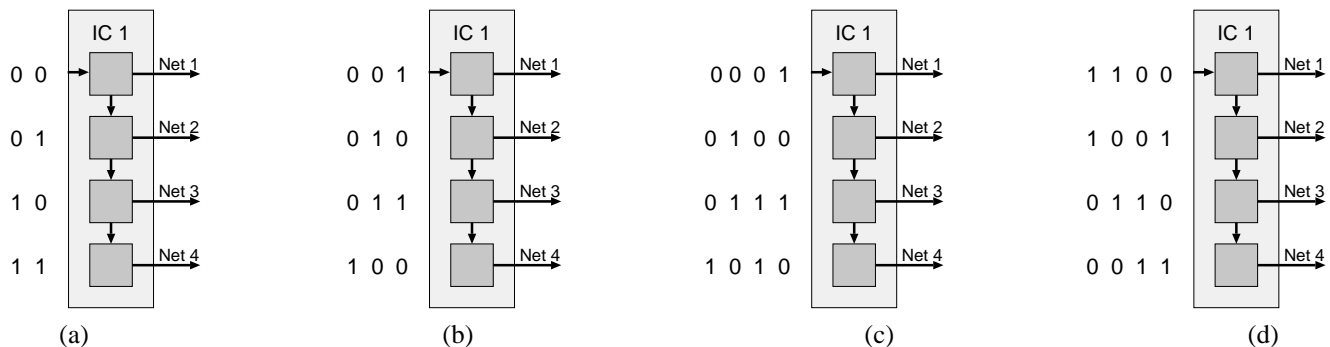 IC 1
0 0 Net 1
0 1 Net 2
1 0 Net 3
1 1 Net 4
(a)
IC 1
0 0 1 Net 1
0 1 0 Net 2
0 1 1 Net 3
1 0 0 Net 4
(b)
IC 1
0 0 0 1 Net 1
0 1 0 0 Net 2
0 1 1 1 Net 3
1 0 1 0 Net 4
(c)
IC 1
1 1 0 0 Net 1
1 0 0 1 Net 2
0 1 1 0 Net 3
0 0 1 1 Net 4
(d)